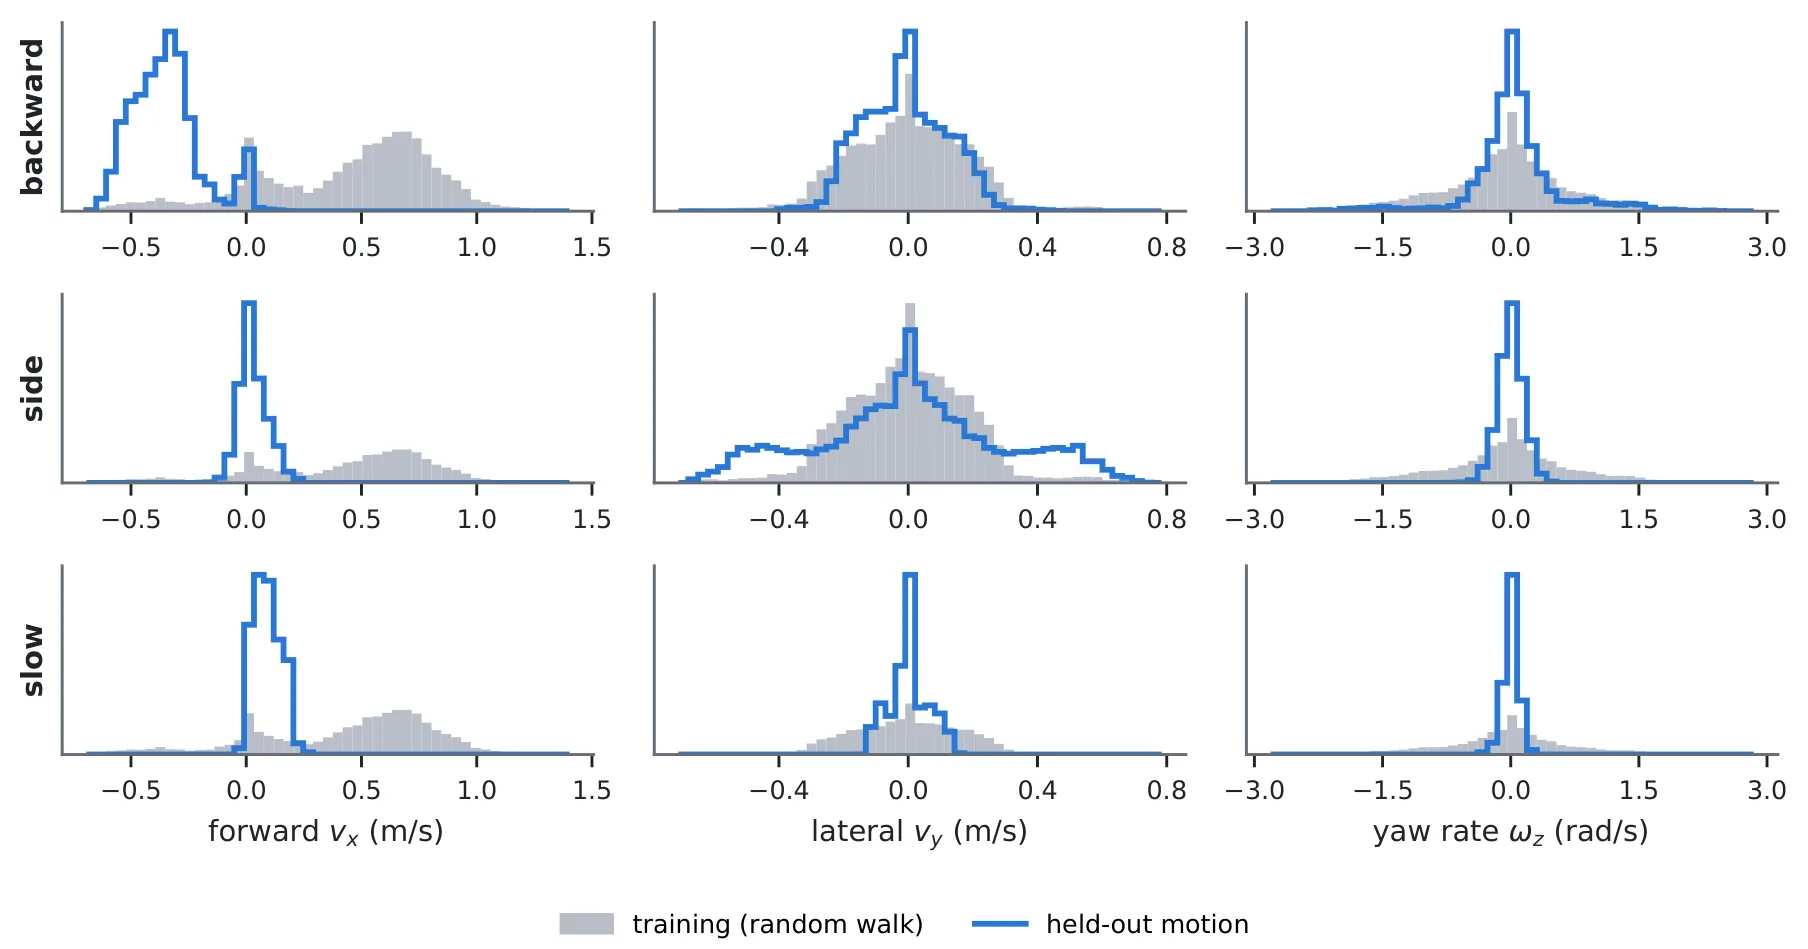 backward
−0.5 0.0 0.5 1.0 1.5
−0.4 0.0 0.4 0.8
−3.0 −1.5 0.0 1.5 3.0
side
−0.5 0.0 0.5 1.0 1.5
−0.4 0.0 0.4 0.8
−3.0 −1.5 0.0 1.5 3.0
slow
−0.5 0.0 0.5 1.0 1.5
−0.4 0.0 0.4 0.8
−3.0 −1.5 0.0 1.5 3.0
forward vₓ (m/s)
lateral v_y (m/s)
yaw rate ω_z (rad/s)
training (random walk)
held-out motion